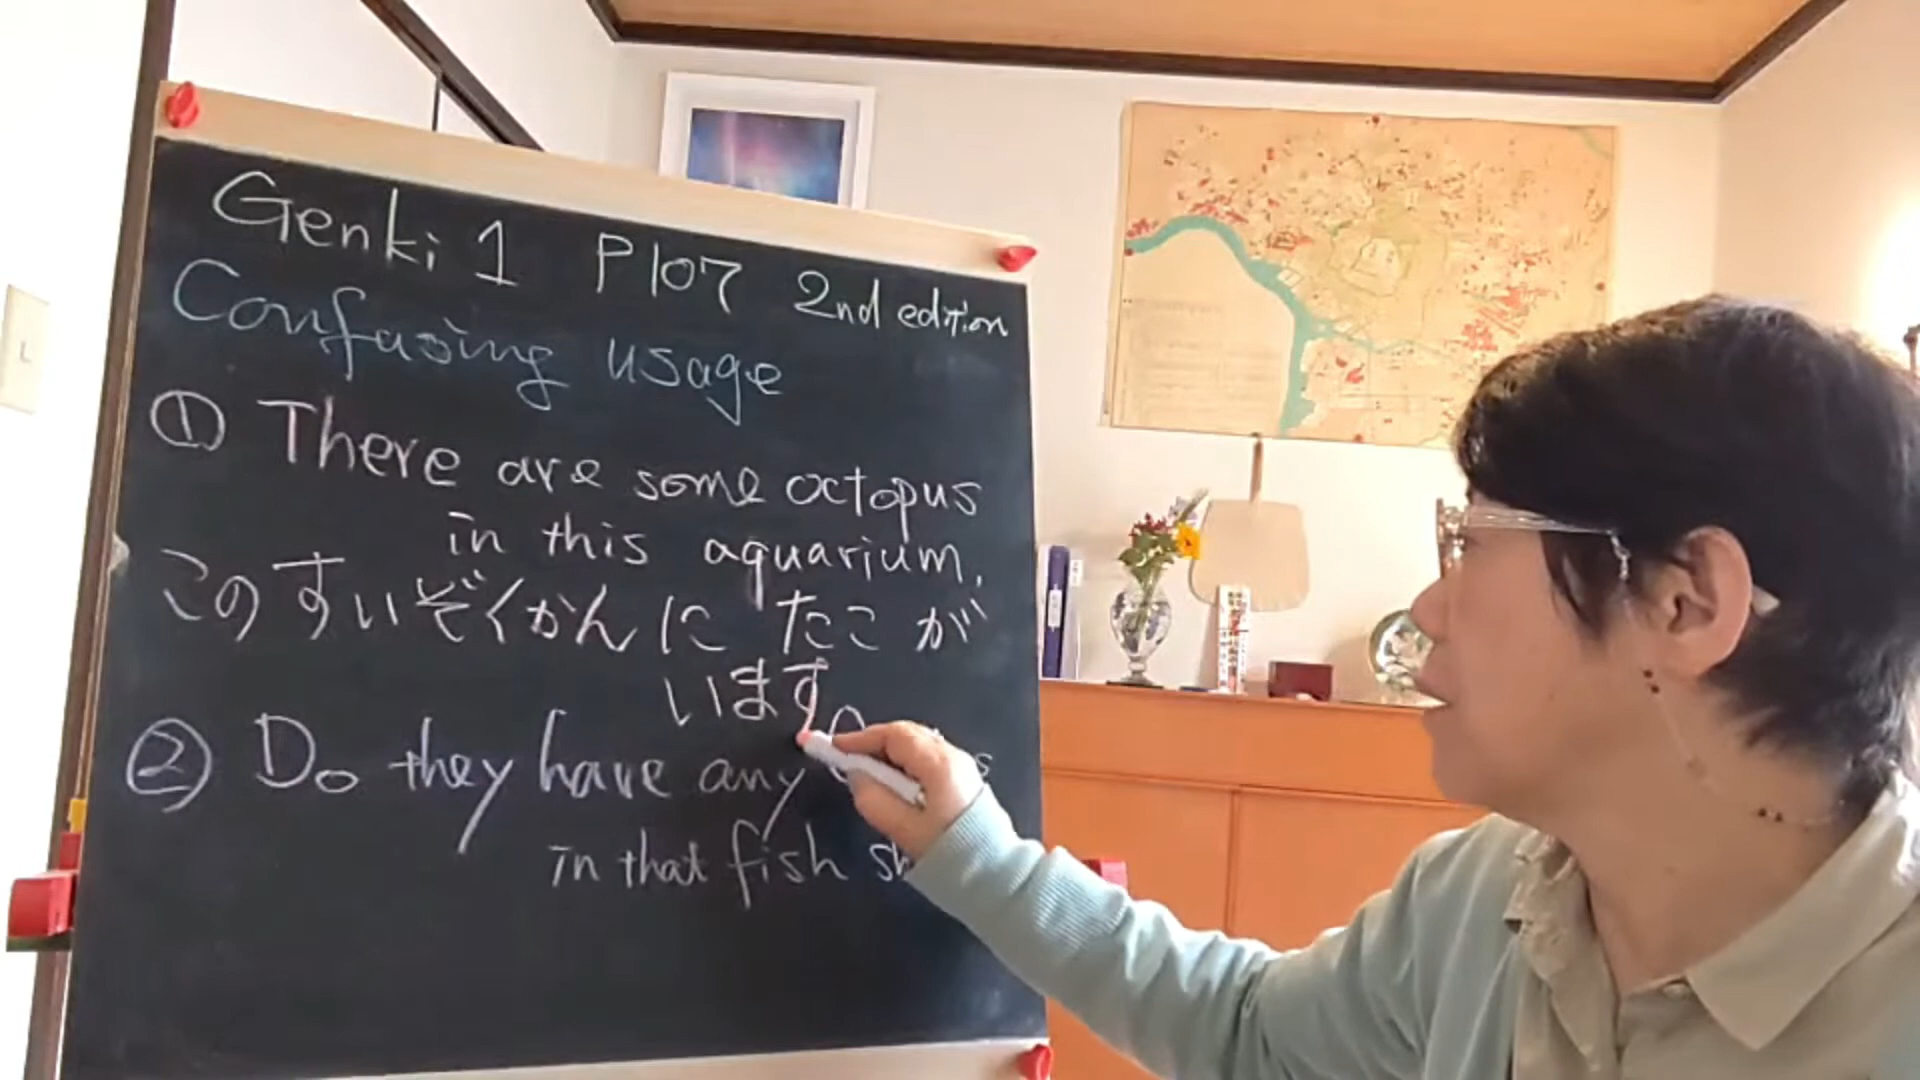 Genki 1 P107 2nd edition
Confusing usage
① There are some octopus
in this aquarium.
このすいぞくかんに たこが
います
② Do they have any
in that fish